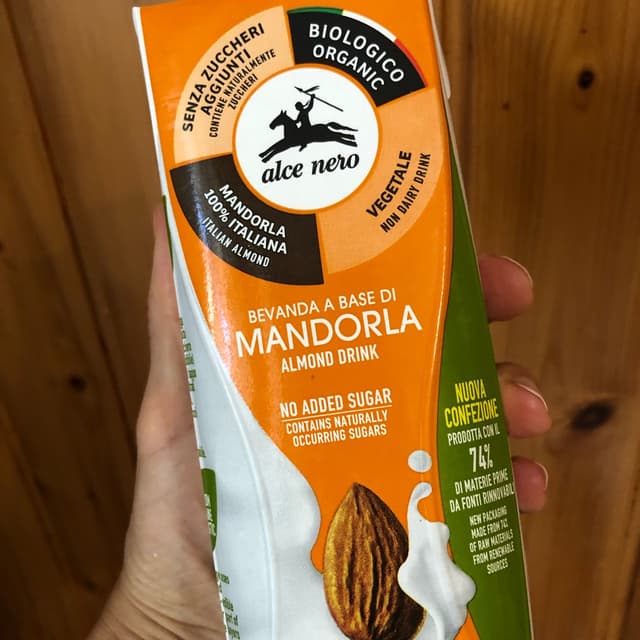 SENZA ZUCCHERI
AGGIUNTI
CONTIENE NATURALMENTE
ZUCCHERI
BIOLOGICO
ORGANIC
alce nero
VEGETALE
NON DAIRY DRINK
MANDORLA
100% ITALIANA
ITALIAN ALMOND
BEVANDA A BASE DI
MANDORLA
ALMOND DRINK
NO ADDED SUGAR
CONTAINS NATURALLY
OCCURRING SUGARS
NUOVA
CONFEZIONE
PRODOTTA CON IL
74%
DI MATERIE PRIME
DA FONTI RINNOVABILI
NEW PACKAGING
MADE FROM 74%
OF RAW MATERIALS
FROM RENEWABLE
SOURCES